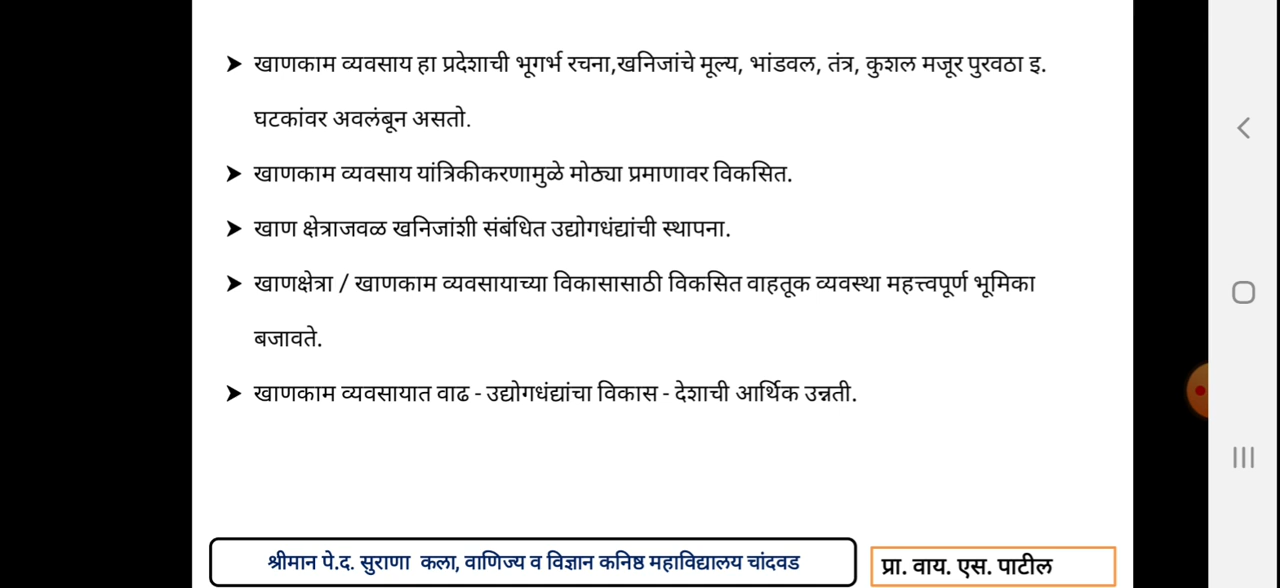 ➤ खाणकाम व्यवसाय हा प्रदेशाची भूगर्भ रचना,खनिजांचे मूल्य, भांडवल, तंत्र, कुशल मजूर पुरवठा इ.
घटकांवर अवलंबून असतो.
➤ खाणकाम व्यवसाय यांत्रिकीकरणामुळे मोठ्या प्रमाणावर विकसित.
➤ खाण क्षेत्राजवळ खनिजांशी संबंधित उद्योगधंद्यांची स्थापना.
➤ खाणक्षेत्रा / खाणकाम व्यवसायाच्या विकासासाठी विकसित वाहतूक व्यवस्था महत्त्वपूर्ण भूमिका
बजावते.
➤ खाणकाम व्यवसायात वाढ - उद्योगधंद्यांचा विकास - देशाची आर्थिक उन्नती.
श्रीमान पे.द. सुराणा कला, वाणिज्य व विज्ञान कनिष्ठ महाविद्यालय चांदवड
प्रा. वाय. एस. पाटील